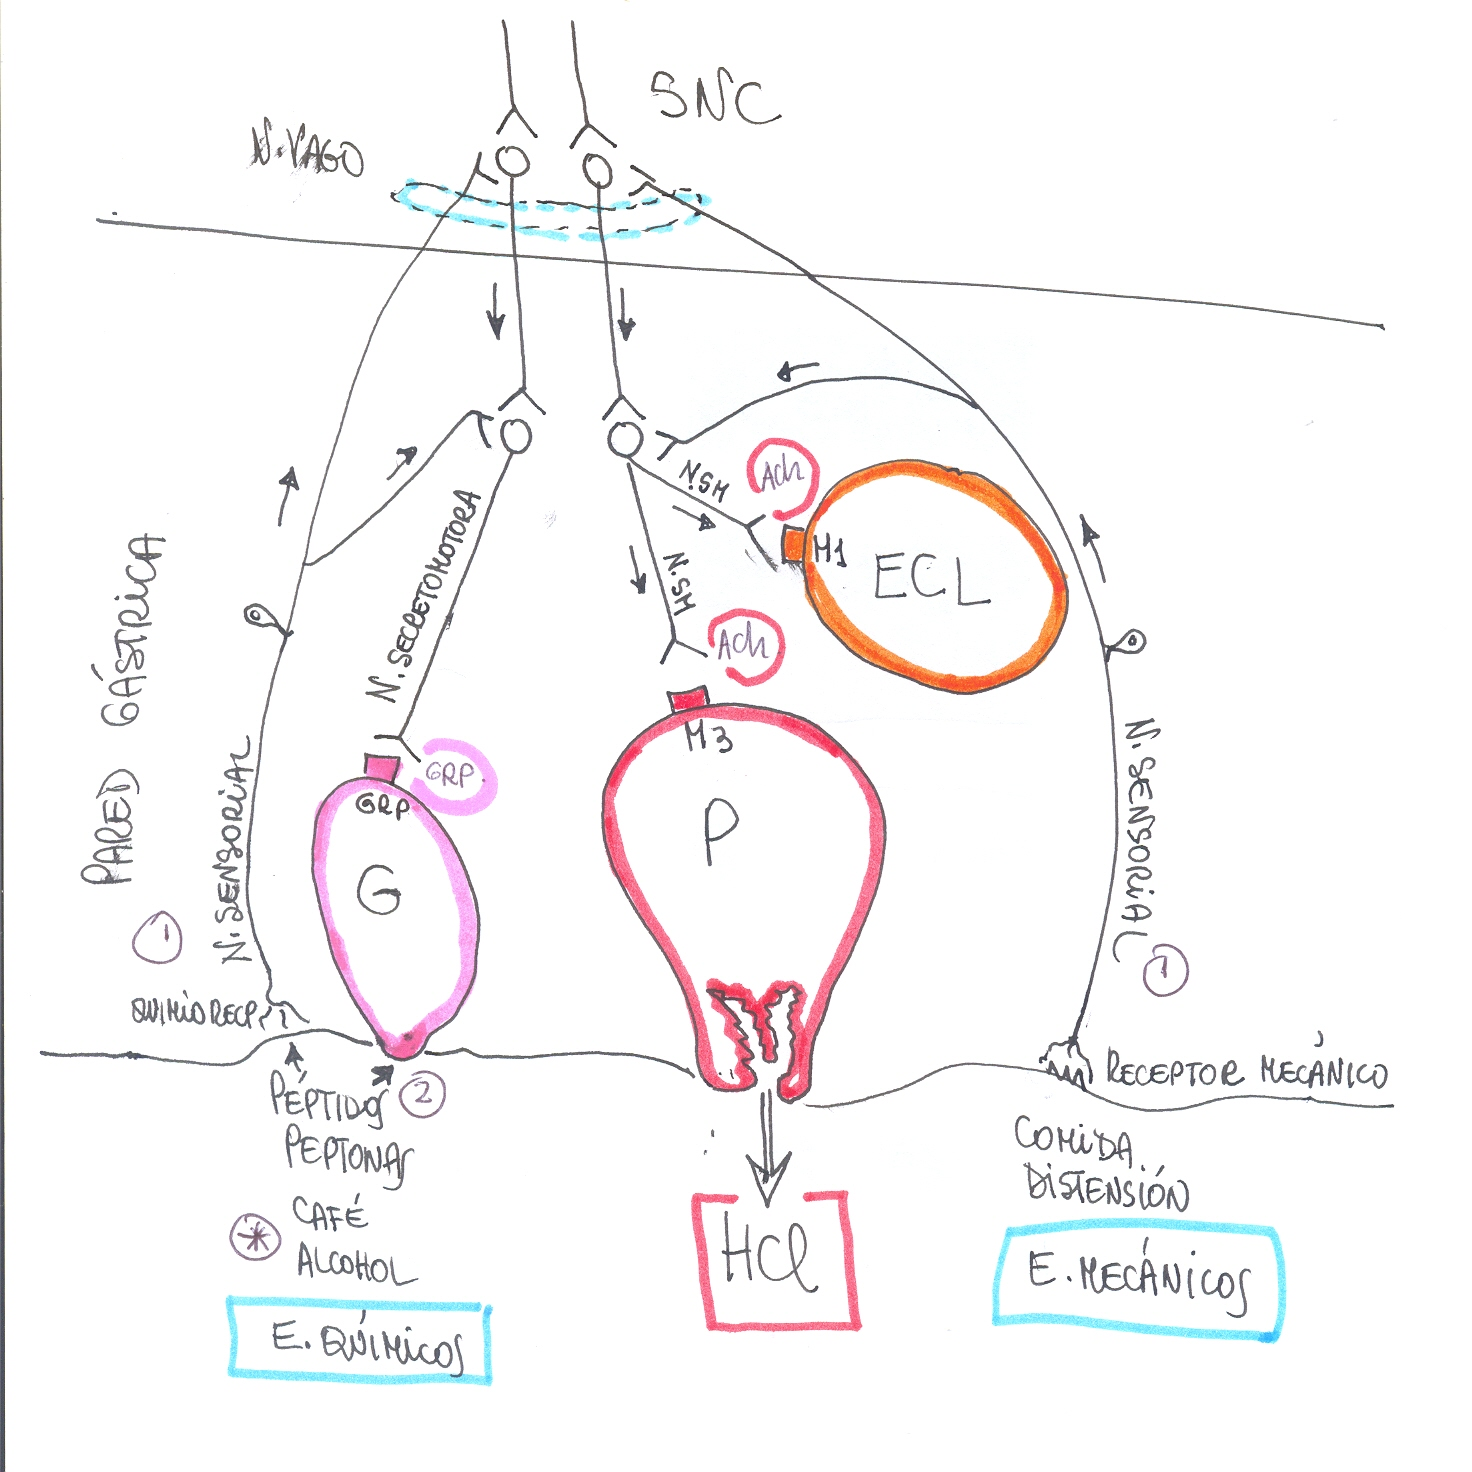 SNC
N. VAGO
Ach
N.SM
M1
ECL
N. SECRETOMOTORA
N.SM
Ach
PARED GÁSTRICA
M3
GRP
GRP
P
G
N. SENSORIAL
N. SENSORIAL
1
1
QUIMIORECP.
RECEPTOR MECÁNICO
PÉPTIDOS
2
PEPTONAS
COMIDA
DISTENSIÓN
CAFÉ
*
ALCOHOL
HCl
E. MECÁNICOS
E. QUÍMICOS